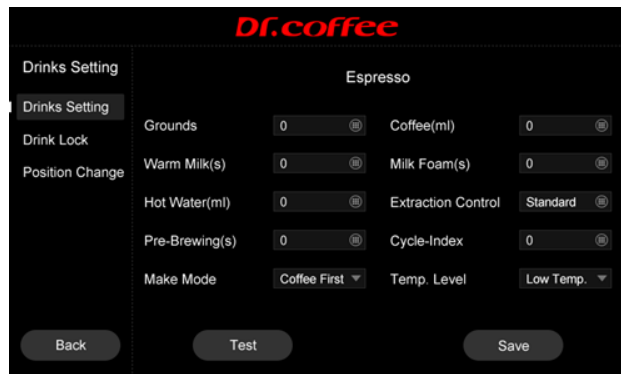 Dr.coffee
Drinks Setting
Espresso
Drinks Setting
Drink Lock
Position Change
Grounds 0 Coffee(ml) 0
Warm Milk(s) 0 Milk Foam(s) 0
Hot Water(ml) 0 Extraction Control Standard
Pre-Brewing(s) 0 Cycle-Index 0
Make Mode Coffee First Temp. Level Low Temp.
Back Test Save